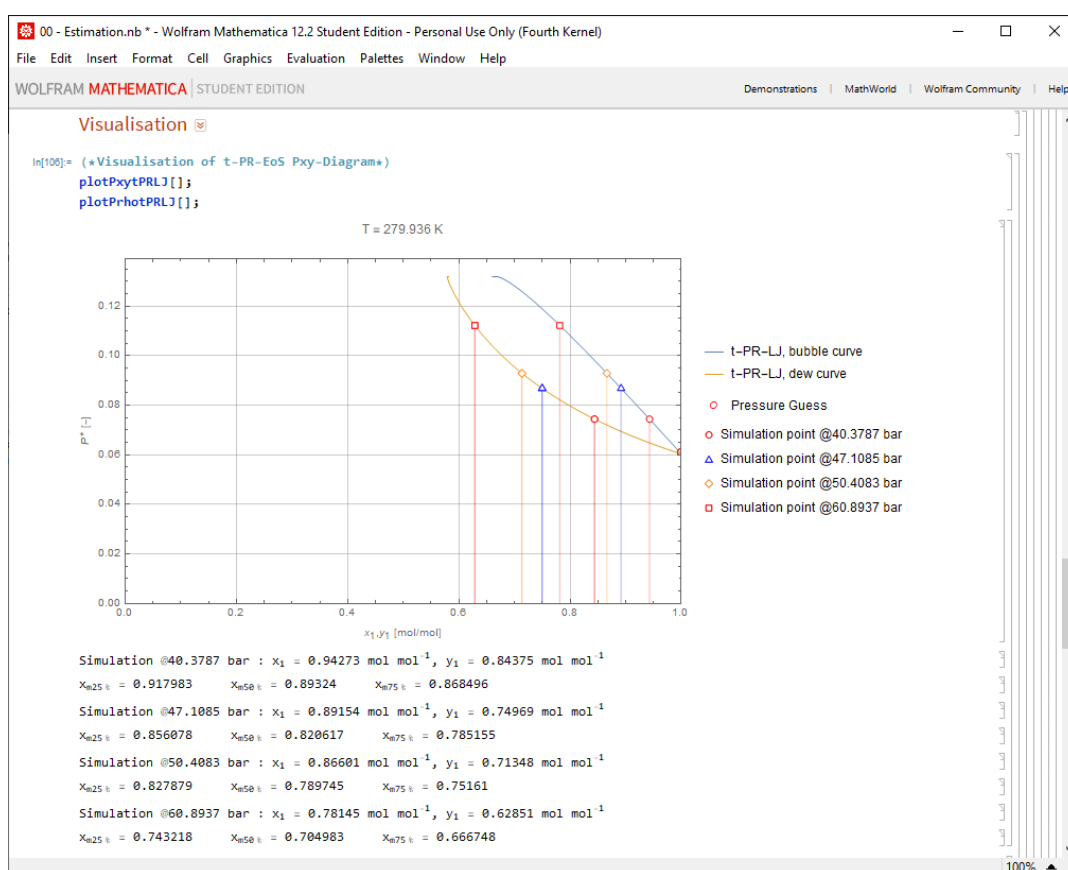 00 - Estimation.nb * - Wolfram Mathematica 12.2 Student Edition - Personal Use Only (Fourth Kernel)
File Edit Insert Format Cell Graphics Evaluation Palettes Window Help
WOLFRAM MATHEMATICA STUDENT EDITION
Demonstrations MathWorld Wolfram Community Help
Visualisation
In[106]:= (*Visualisation of t-PR-EoS Pxy-Diagram*)
plotPxytPRLJ[];
plotPrhotPRLJ[];
T = 279.936 K
0.12
0.10
0.08
0.06
0.04
0.02
0.00
P* [-]
0.0 0.2 0.4 0.6 0.8 1.0
x₁,y₁ [mol/mol]
t-PR-LJ, bubble curve
t-PR-LJ, dew curve
Pressure Guess
Simulation point @40.3787 bar
Simulation point @47.1085 bar
Simulation point @50.4083 bar
Simulation point @60.8937 bar
Simulation @40.3787 bar : x₁ = 0.94273 mol mol⁻¹, y₁ = 0.84375 mol mol⁻¹
xm25 % = 0.917983 xm50 % = 0.89324 xm75 % = 0.868496
Simulation @47.1085 bar : x₁ = 0.89154 mol mol⁻¹, y₁ = 0.74969 mol mol⁻¹
xm25 % = 0.856078 xm50 % = 0.820617 xm75 % = 0.785155
Simulation @50.4083 bar : x₁ = 0.86601 mol mol⁻¹, y₁ = 0.71348 mol mol⁻¹
xm25 % = 0.827879 xm50 % = 0.789745 xm75 % = 0.75161
Simulation @60.8937 bar : x₁ = 0.78145 mol mol⁻¹, y₁ = 0.62851 mol mol⁻¹
xm25 % = 0.743218 xm50 % = 0.704983 xm75 % = 0.666748
100%